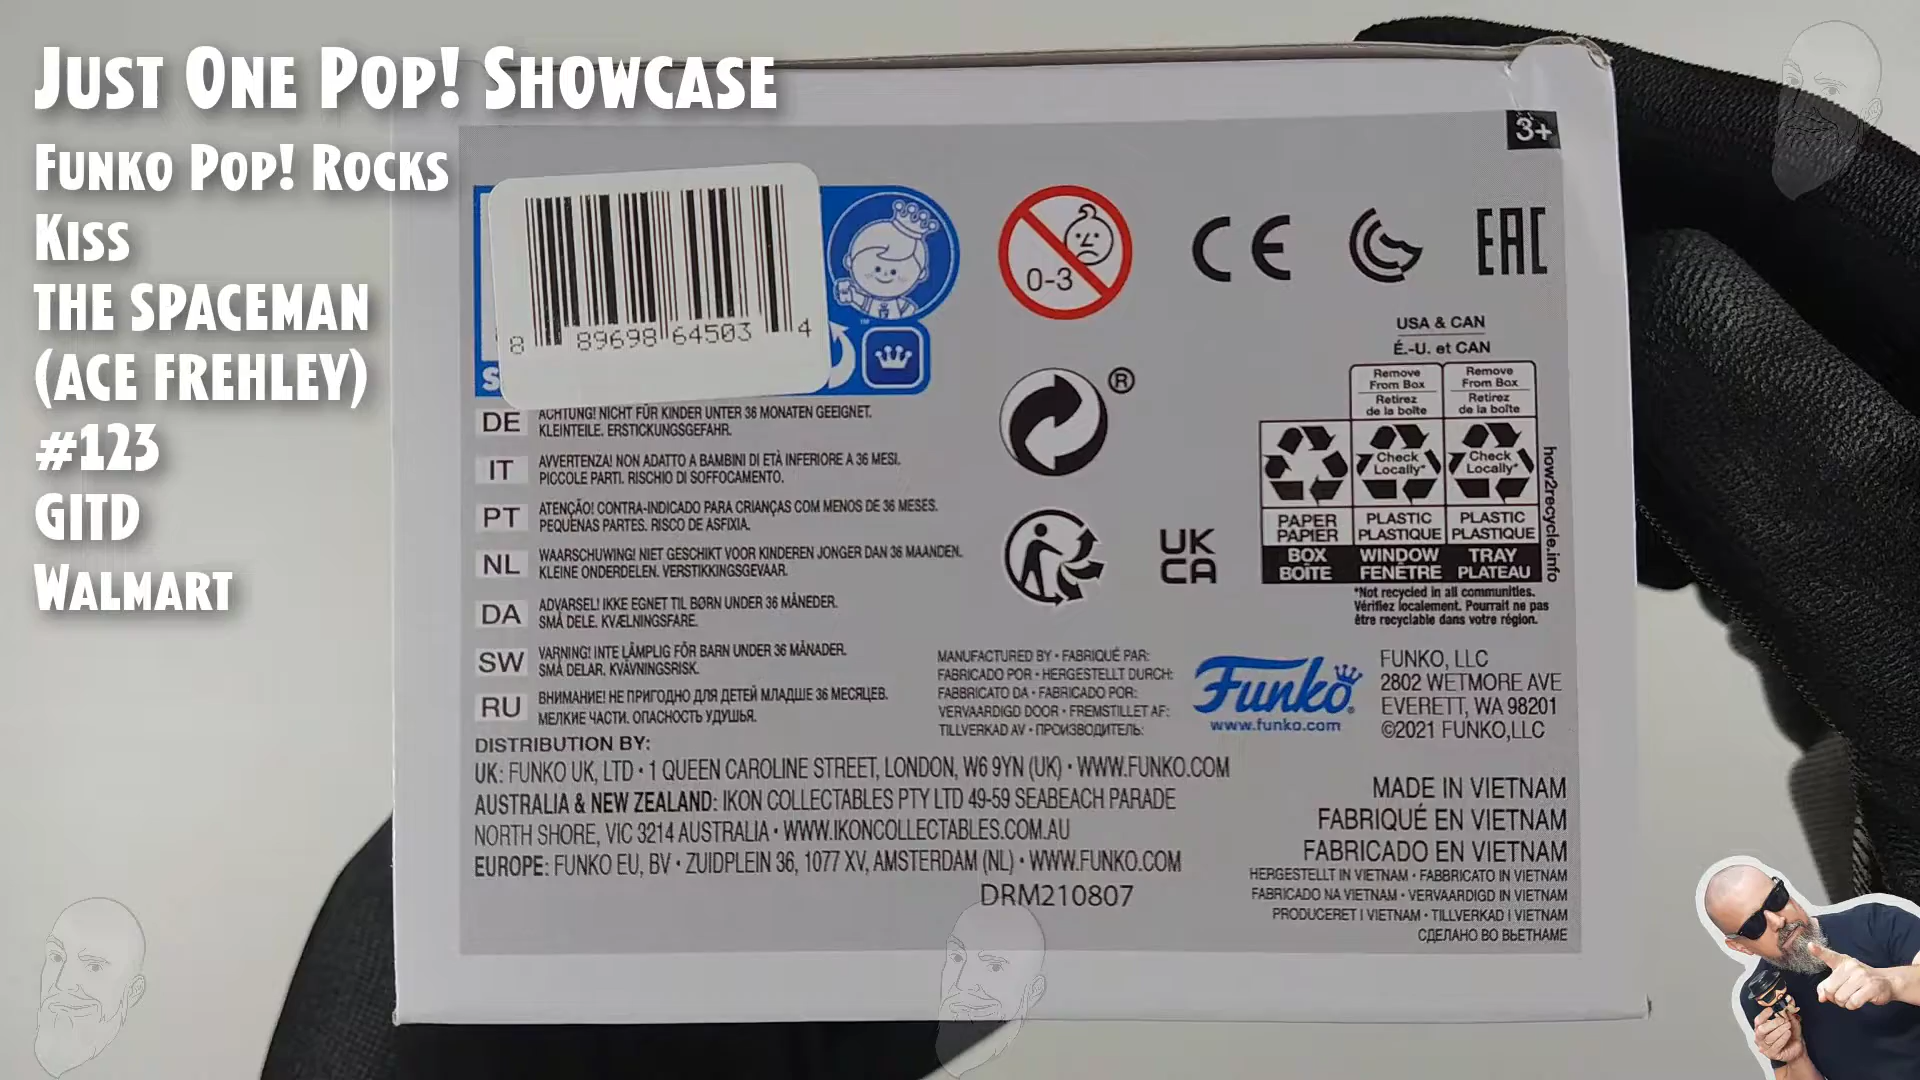 Just One Pop! Showcase
Funko Pop! Rocks
Kiss
THE SPACEMAN
(ACE FREHLEY)
#123
GITD
Walmart
3+
8 89698 64503 4
S
TM
0-3
CE
EAC
USA & CAN
É.-U. et CAN
®
Remove
From Box
Retirez
de la boîte
Remove
From Box
Retirez
de la boîte
Check
Locally*
Check
Locally*
PAPER
PAPIER
PLASTIC
PLASTIQUE
PLASTIC
PLASTIQUE
BOX
BOÎTE
WINDOW
FENÊTRE
TRAY
PLATEAU
how2recycle.info
*Not recycled in all communities.
Vérifiez localement. Pourrait ne pas
être recyclable dans votre région.
UK
CA
DE ACHTUNG! NICHT FÜR KINDER UNTER 36 MONATEN GEEIGNET.
KLEINTEILE. ERSTICKUNGSGEFAHR.
IT AVVERTENZA! NON ADATTO A BAMBINI DI ETÀ INFERIORE A 36 MESI.
PICCOLE PARTI. RISCHIO DI SOFFOCAMENTO.
PT ATENÇÃO! CONTRA-INDICADO PARA CRIANÇAS COM MENOS DE 36 MESES.
PEQUENAS PARTES. RISCO DE ASFIXIA.
NL WAARSCHUWING! NIET GESCHIKT VOOR KINDEREN JONGER DAN 36 MAANDEN.
KLEINE ONDERDELEN. VERSTIKKINGSGEVAAR.
DA ADVARSEL! IKKE EGNET TIL BØRN UNDER 36 MÅNEDER.
SMÅ DELE. KVÆLNINGSFARE.
SW VARNING! INTE LÄMPLIG FÖR BARN UNDER 36 MÅNADER.
SMÅ DELAR. KVÄVNINGSRISK.
RU ВНИМАНИЕ! НЕ ПРИГОДНО ДЛЯ ДЕТЕЙ МЛАДШЕ 36 МЕСЯЦЕВ.
МЕЛКИЕ ЧАСТИ. ОПАСНОСТЬ УДУШЬЯ.
MANUFACTURED BY • FABRIQUÉ PAR:
FABRICADO POR • HERGESTELLT DURCH:
FABBRICATO DA • FABRICADO POR:
VERVAARDIGD DOOR • FREMSTILLET AF:
TILLVERKAD AV • ПРОИЗВОДИТЕЛЬ:
Funko®
www.funko.com
FUNKO, LLC
2802 WETMORE AVE
EVERETT, WA 98201
©2021 FUNKO,LLC
DISTRIBUTION BY:
UK: FUNKO UK, LTD • 1 QUEEN CAROLINE STREET, LONDON, W6 9YN (UK) • WWW.FUNKO.COM
AUSTRALIA & NEW ZEALAND: IKON COLLECTABLES PTY LTD 49-59 SEABEACH PARADE
NORTH SHORE, VIC 3214 AUSTRALIA • WWW.IKONCOLLECTABLES.COM.AU
EUROPE: FUNKO EU, BV • ZUIDPLEIN 36, 1077 XV, AMSTERDAM (NL) • WWW.FUNKO.COM
DRM210807
MADE IN VIETNAM
FABRIQUÉ EN VIETNAM
FABRICADO EN VIETNAM
HERGESTELLT IN VIETNAM • FABBRICATO IN VIETNAM
FABRICADO NA VIETNAM • VERVAARDIGD IN VIETNAM
PRODUCERET I VIETNAM • TILLVERKAD I VIETNAM
СДЕЛАНО ВО ВЬЕТНАМЕ